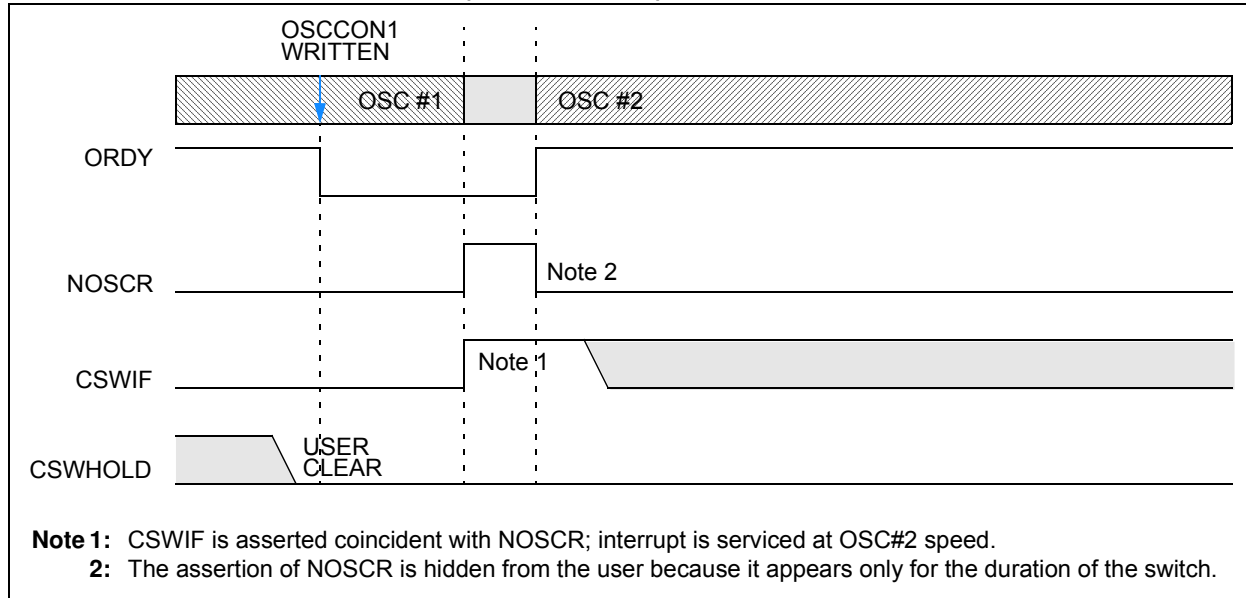 OSCCON1
WRITTEN
OSC #1
OSC #2
ORDY
NOSCR
Note 2
CSWIF
Note 1
CSWHOLD
USER
CLEAR
Note 1: CSWIF is asserted coincident with NOSCR; interrupt is serviced at OSC#2 speed.
2: The assertion of NOSCR is hidden from the user because it appears only for the duration of the switch.